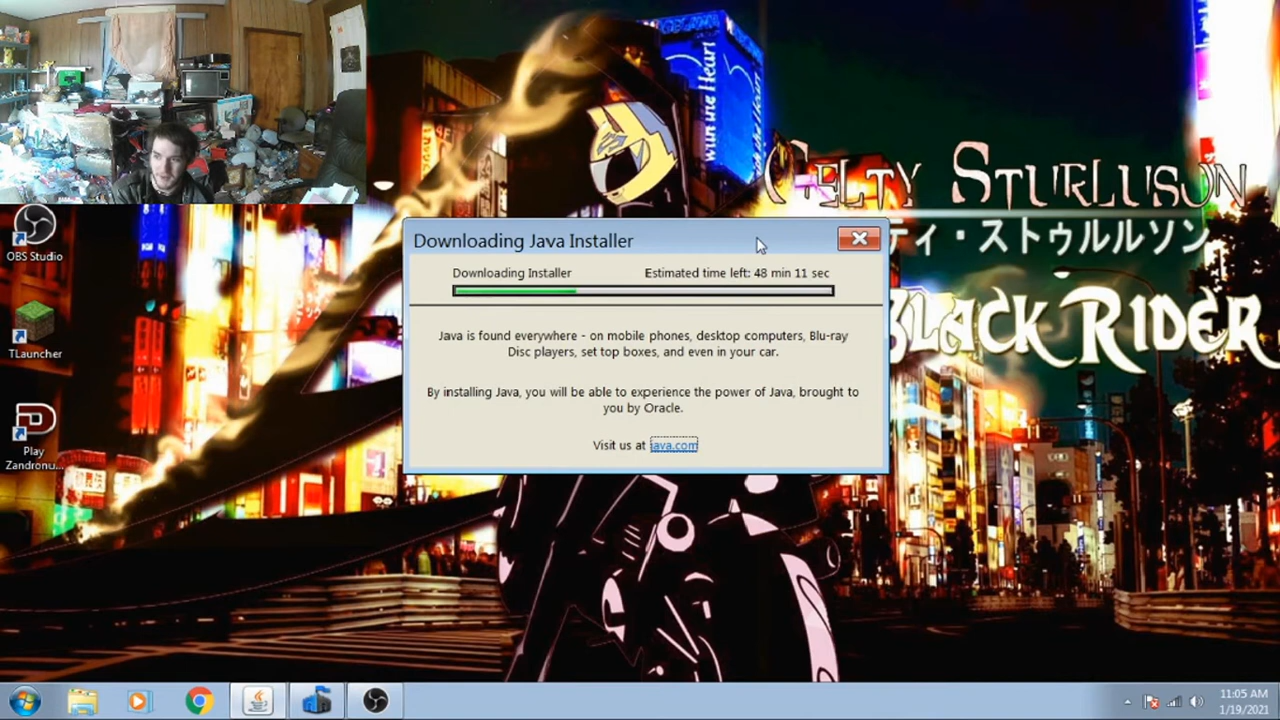 with me Heart
CELTY STURLUSON
ティ・ストゥルルソン
BLACK RIDER
OBS Studio
TLauncher
Play
Zandronu...
Downloading Java Installer
Downloading Installer
Estimated time left: 48 min 11 sec
Java is found everywhere - on mobile phones, desktop computers, Blu-ray
Disc players, set top boxes, and even in your car.
By installing Java, you will be able to experience the power of Java, brought to
you by Oracle.
Visit us at java.com
11:05 AM
1/19/2021